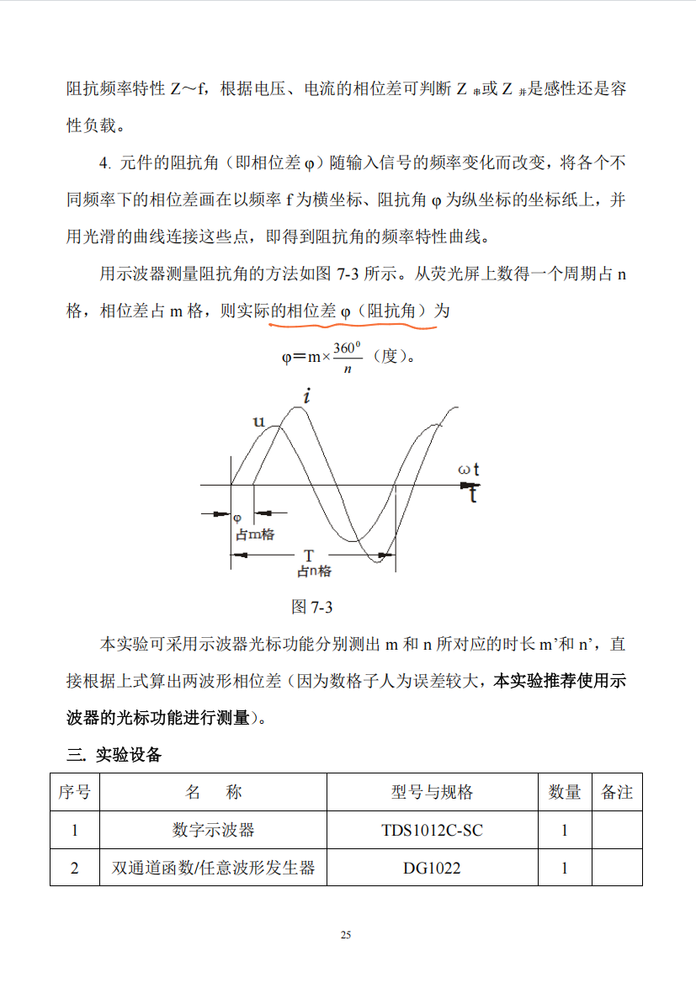 阻抗频率特性 Z～f，根据电压、电流的相位差可判断 Z 串或 Z 并是感性还是容
性负载。
4. 元件的阻抗角（即相位差 φ）随输入信号的频率变化而改变，将各个不
同频率下的相位差画在以频率 f 为横坐标、阻抗角 φ 为纵坐标的坐标纸上，并
用光滑的曲线连接这些点，即得到阻抗角的频率特性曲线。
用示波器测量阻抗角的方法如图 7-3 所示。从荧光屏上数得一个周期占 n
格，相位差占 m 格，则实际的相位差 φ（阻抗角）为
φ＝m×360⁰/n（度）。
i
u
ωt
t
φ
占m格
T
占n格
图 7-3
本实验可采用示波器光标功能分别测出 m 和 n 所对应的时长 m’和 n’，直
接根据上式算出两波形相位差（因为数格子人为误差较大，本实验推荐使用示
波器的光标功能进行测量）。
三. 实验设备
序号 名 称 型号与规格 数量 备注
1 数字示波器 TDS1012C-SC 1
2 双通道函数/任意波形发生器 DG1022 1
25